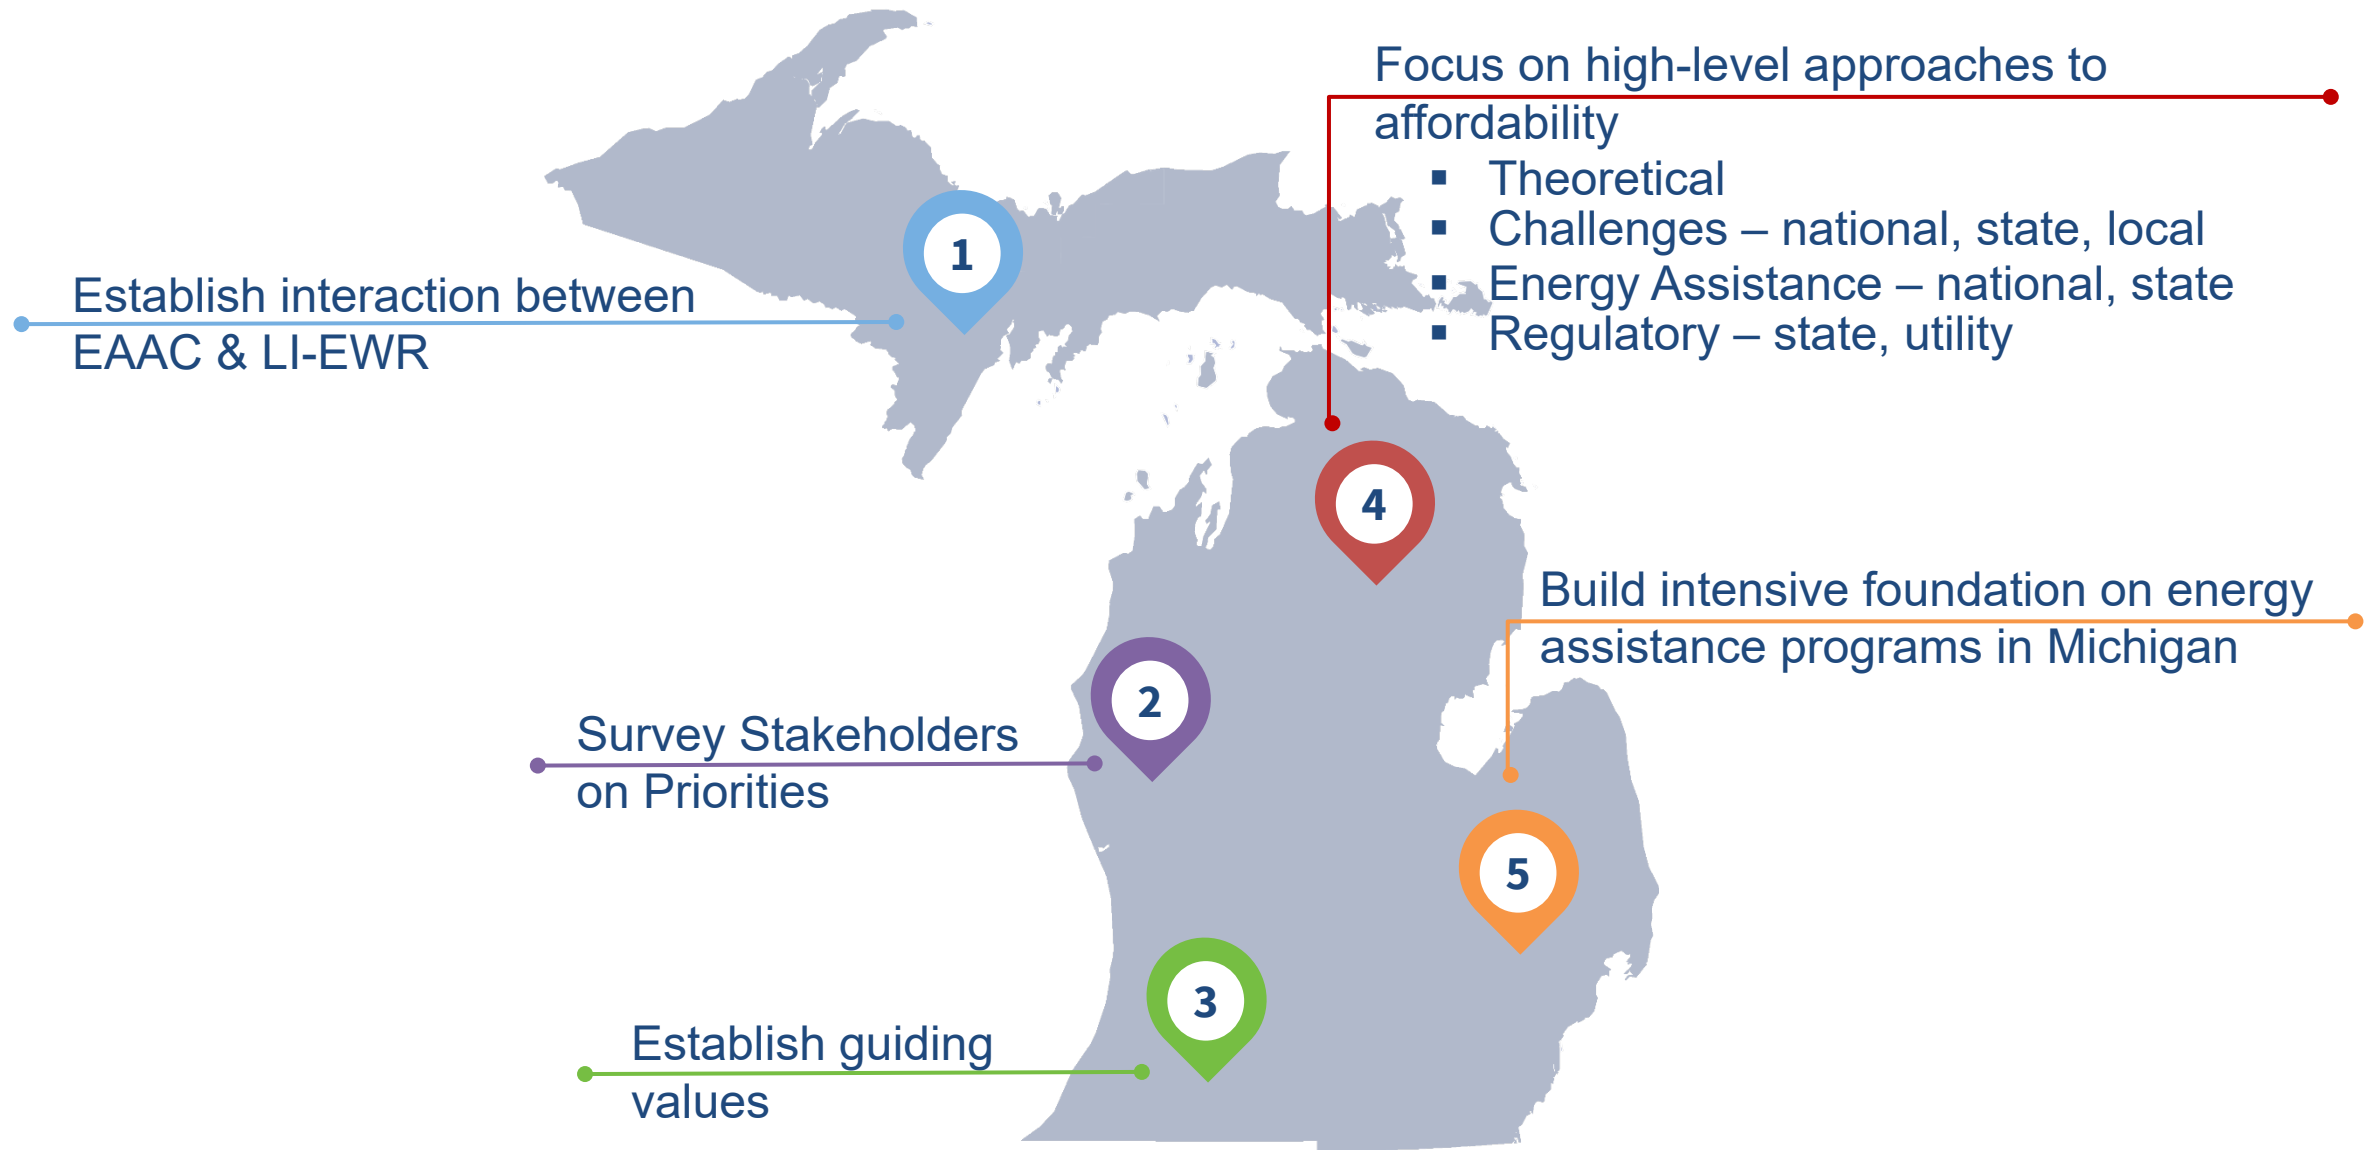 Focus on high-level approaches to
affordability
▪ Theoretical
▪ Challenges – national, state, local
▪ Energy Assistance – national, state
▪ Regulatory – state, utility
1
Establish interaction between
EAAC & LI-EWR
4
Build intensive foundation on energy
assistance programs in Michigan
2
Survey Stakeholders
on Priorities
5
3
Establish guiding
values